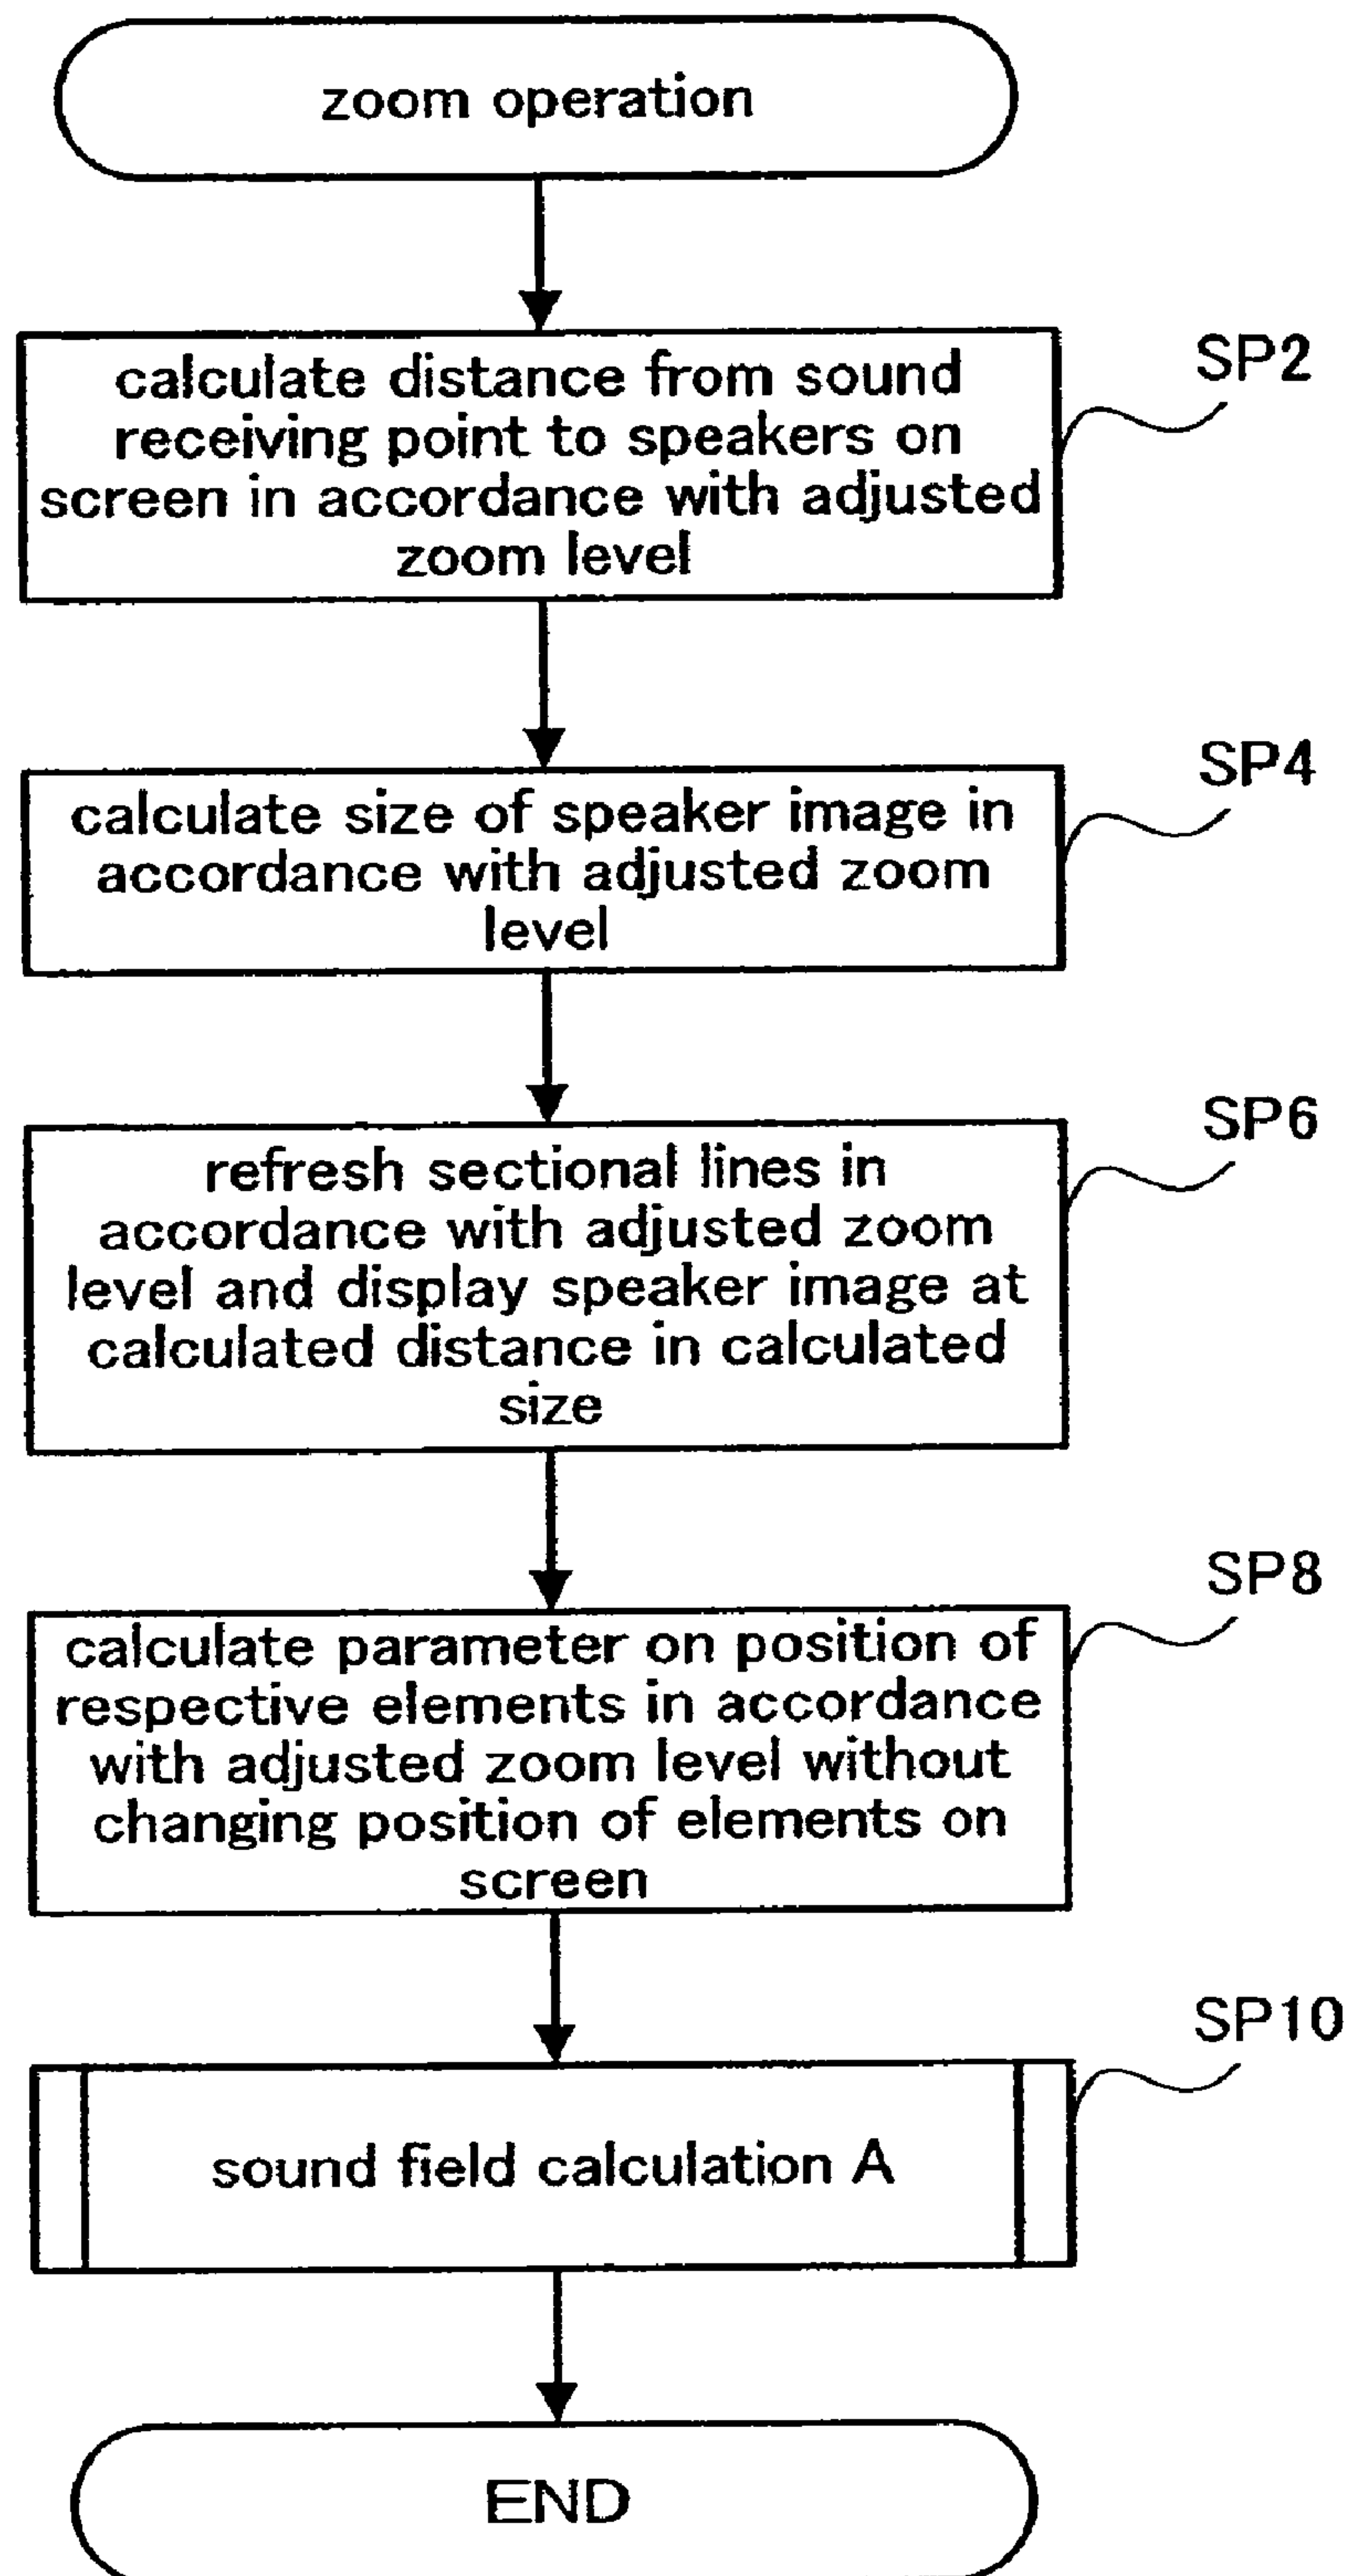 zoom operation
calculate distance from sound
receiving point to speakers on
screen in accordance with adjusted
zoom level
SP2
calculate size of speaker image in
accordance with adjusted zoom
level
SP4
refresh sectional lines in
accordance with adjusted zoom
level and display speaker image at
calculated distance in calculated
size
SP6
calculate parameter on position of
respective elements in accordance
with adjusted zoom level without
changing position of elements on
screen
SP8
sound field calculation A
SP10
END